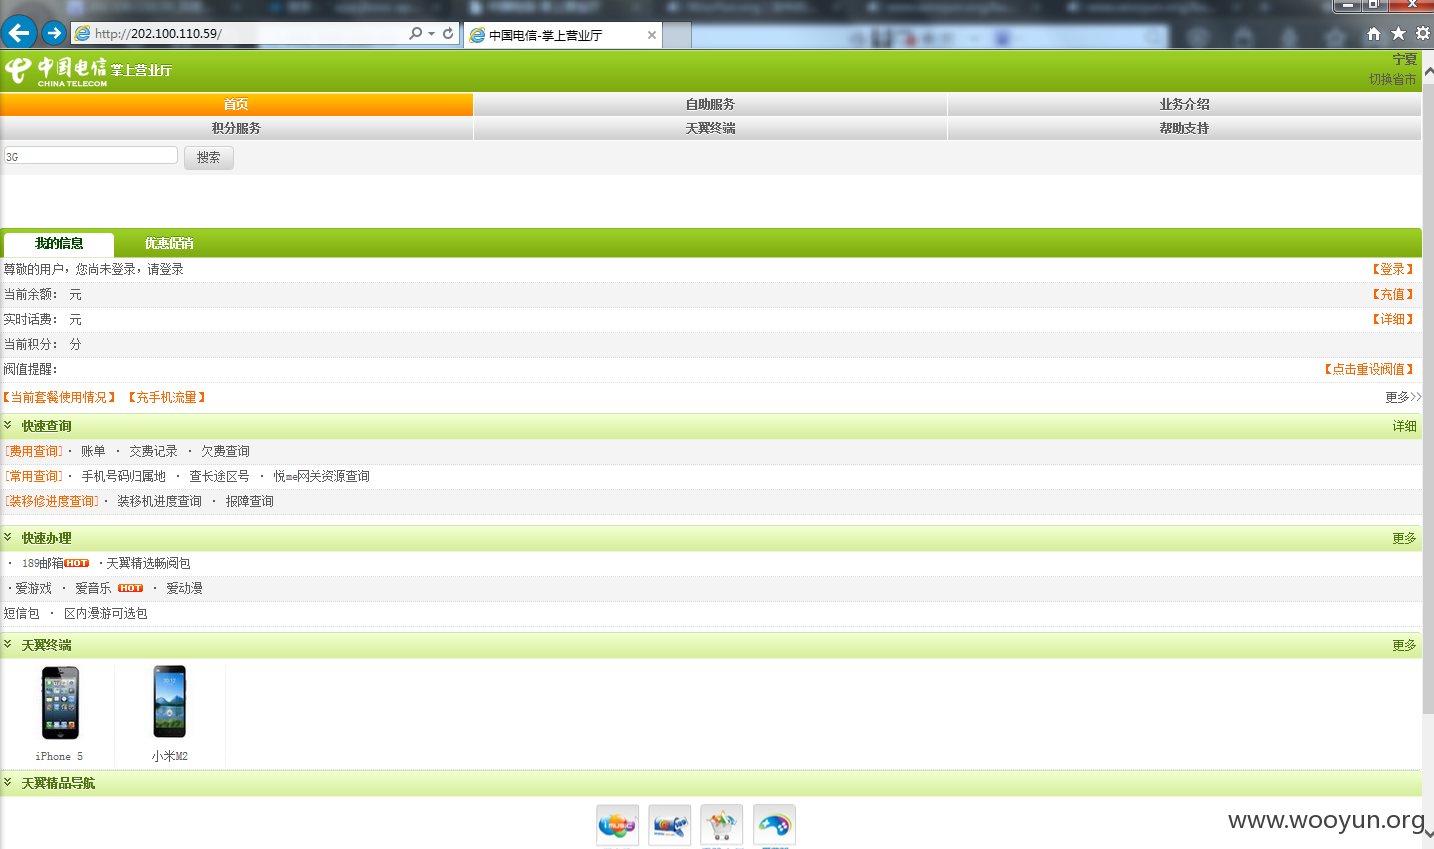 http://202.100.110.59/
中国电信-掌上营业厅
中国电信 掌上营业厅
CHINA TELECOM
宁夏
切换省市
首页 自助服务 业务介绍
积分服务 天翼终端 帮助支持
3G 搜索
我的信息 优惠促销
尊敬的用户，您尚未登录，请登录 【登录】
当前余额： 元 【充值】
实时话费： 元 【详细】
当前积分： 分
阀值提醒： 【点击重设阀值】
【当前套餐使用情况】 【充手机流量】 更多>>
快速查询 详细
[费用查询]· 账单 · 交费记录 · 欠费查询
[常用查询]· 手机号码归属地 · 查长途区号 · 悦me网关资源查询
[装移修进度查询]· 装移机进度查询 · 报障查询
快速办理 更多
· 189邮箱HOT ·天翼精选畅阅包
·爱游戏 · 爱音乐 HOT · 爱动漫
短信包 · 区内漫游可选包
天翼终端 更多
iPhone 5 小米M2
天翼精品导航
www.wooyun.org